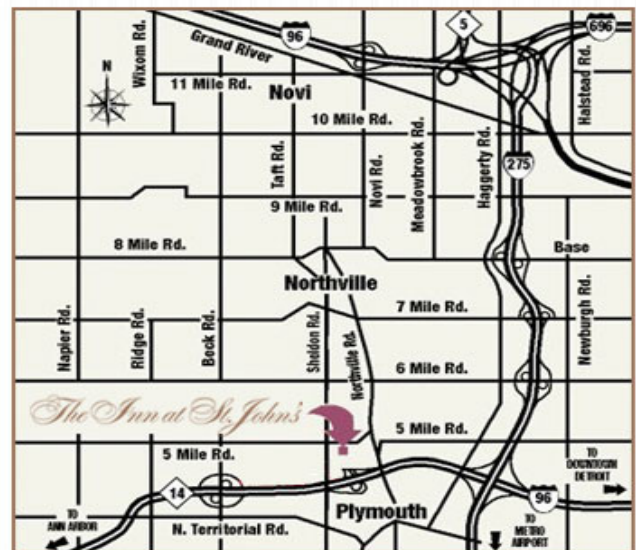 5
696
96
Grand River
Wixom Rd.
N
Halstead Rd.
11 Mile Rd.
Novi
10 Mile Rd.
Taft Rd.
Novi Rd.
Meadowbrook Rd.
Haggerty Rd.
275
9 Mile Rd.
8 Mile Rd.
Base
Northville
7 Mile Rd.
Napier Rd.
Ridge Rd.
Beck Rd.
Sheldon Rd.
Northville Rd.
Newburgh Rd.
6 Mile Rd.
The Inn at St. John's
5 Mile Rd.
5 Mile Rd.
TO
DOWNTOWN
DETROIT
14
96
TO
ANN ARBOR
Plymouth
N. Territorial Rd.
TO
METRO
AIRPORT